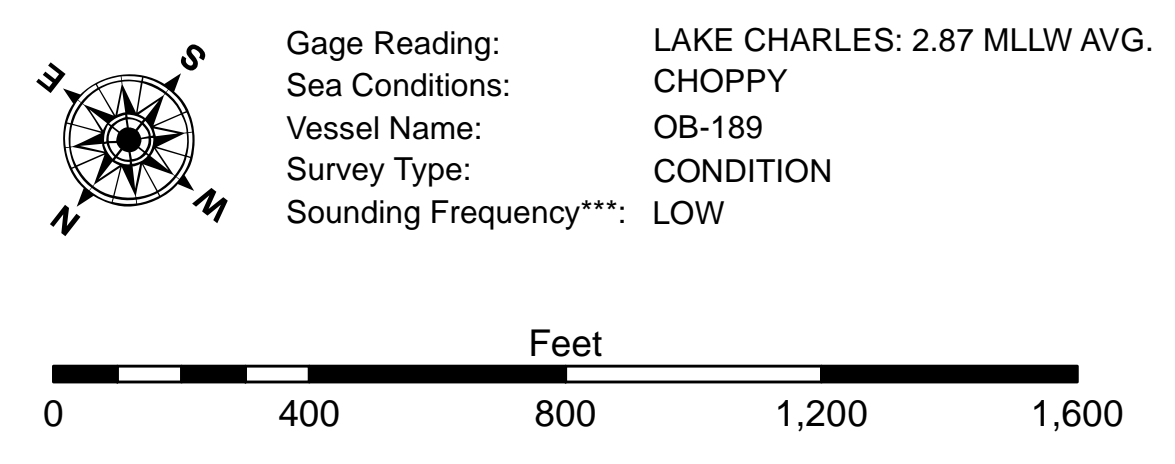 S
E
W
N
Gage Reading: LAKE CHARLES: 2.87 MLLW AVG.
Sea Conditions: CHOPPY
Vessel Name: OB-189
Survey Type: CONDITION
Sounding Frequency***: LOW
Feet
0 400 800 1,200 1,600